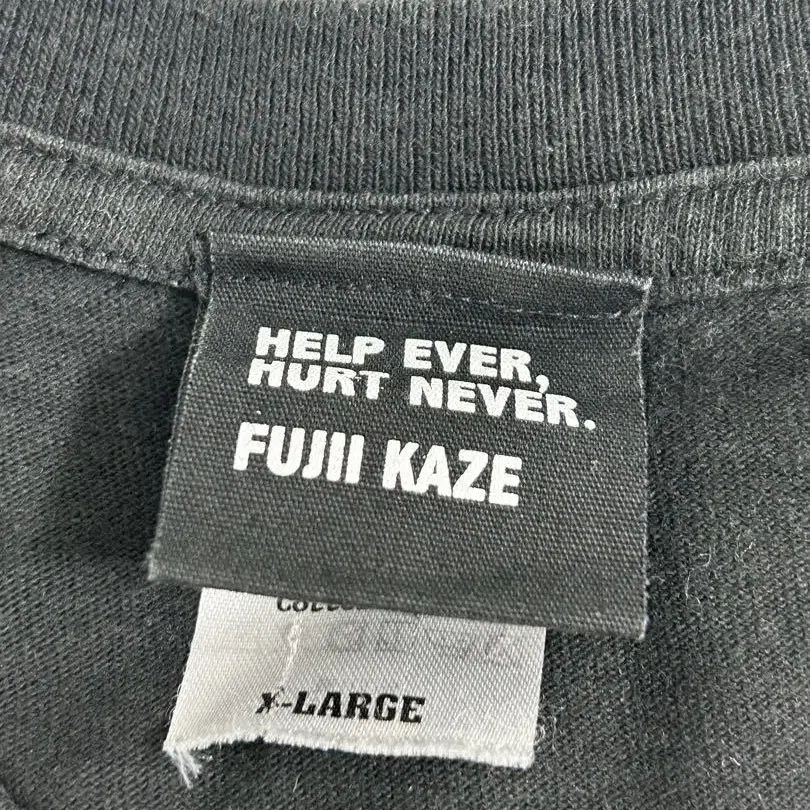 HELP EVER,
HURT NEVER.
FUJII KAZE
X-LARGE